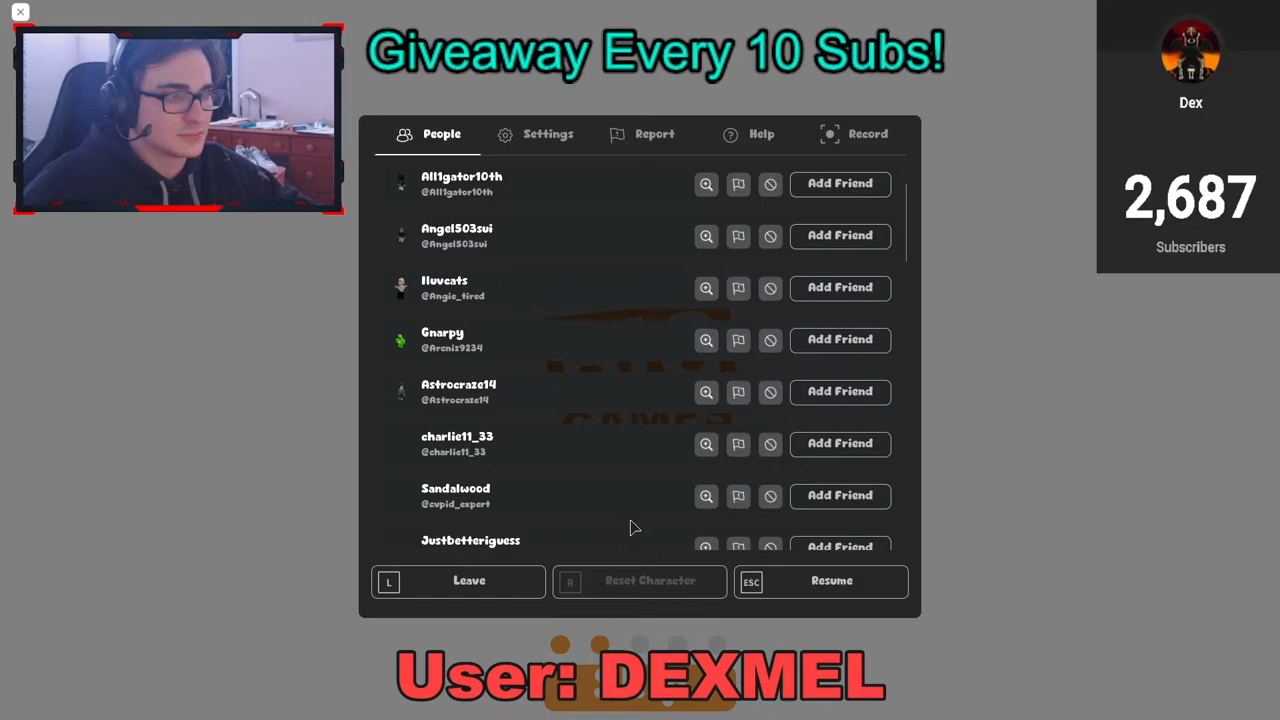 Giveaway Every 10 Subs!
Dex
2,687
Subscribers
People
Settings
Report
Help
Record
All1gator10th
@All1gator10th
Add Friend
Angel503sui
@Angel503sui
Add Friend
Iluvcats
@Angie_tired
Add Friend
Gnarpy
@Arcniz9234
Add Friend
Astrocraze14
@Astrocraze14
Add Friend
charlie11_33
@charlie11_33
Add Friend
Sandalwood
@cvpid_expert
Add Friend
Justbetteriguess
Add Friend
L Leave
R Reset Character
ESC Resume
User: DEXMEL